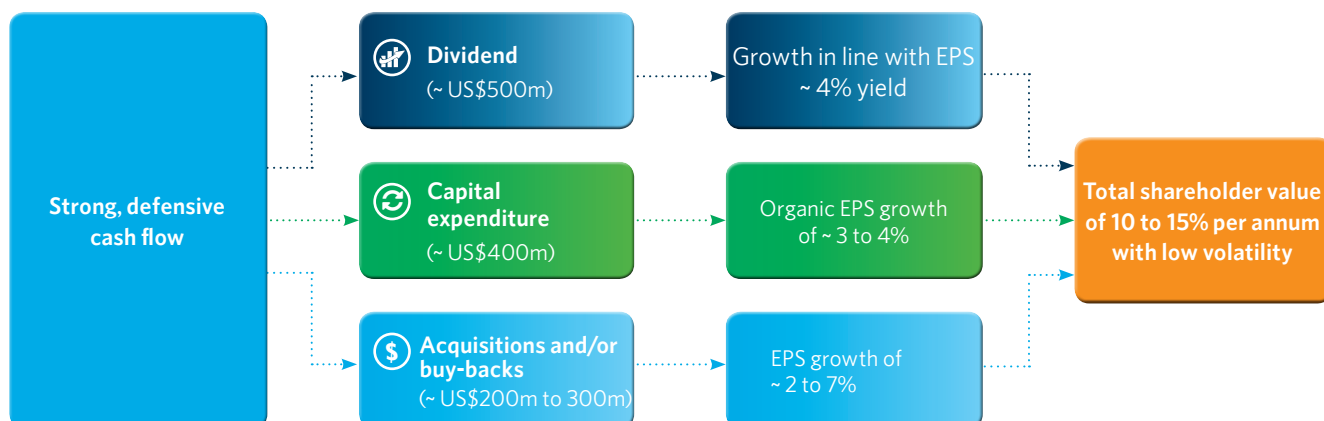 Strong, defensive
cash flow
Dividend
(~ US$500m)
Growth in line with EPS
~ 4% yield
Capital
expenditure
(~ US$400m)
Organic EPS growth
of ~ 3 to 4%
$
Acquisitions and/or
buy-backs
(~ US$200m to 300m)
EPS growth of
~ 2 to 7%
Total shareholder value
of 10 to 15% per annum
with low volatility